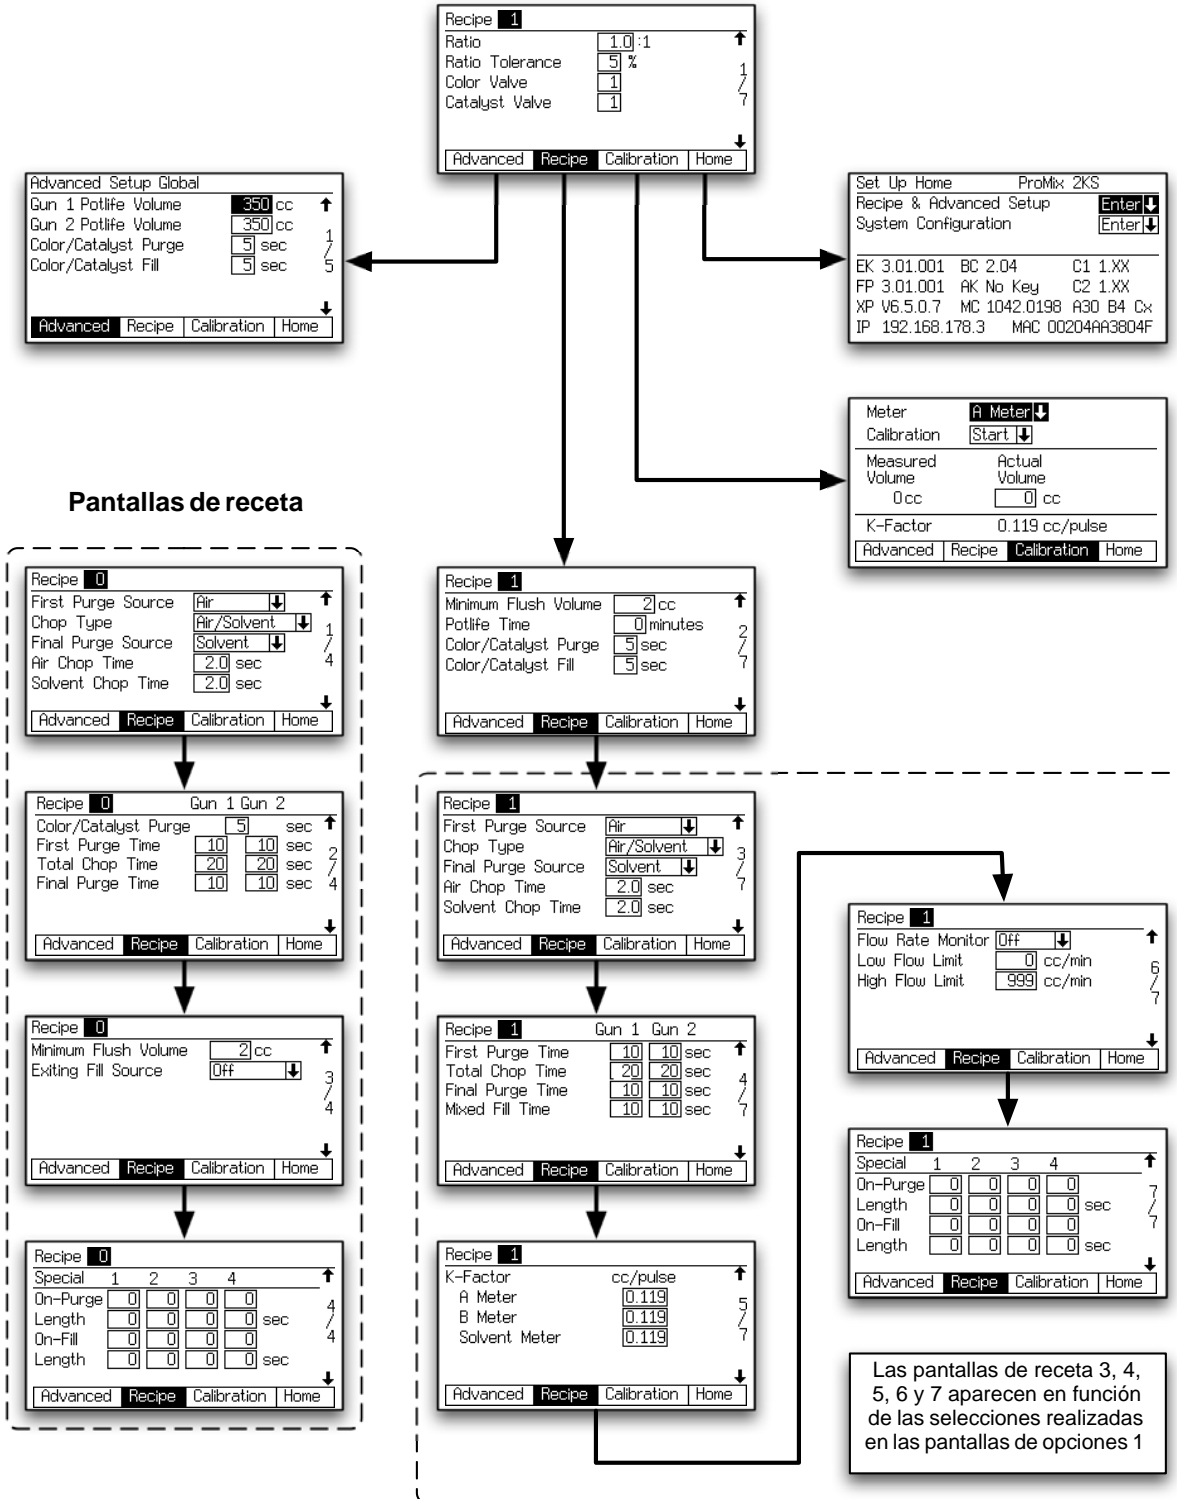 Recipe 1
Ratio 1.0 :1
Ratio Tolerance 5 %
Color Valve 1
Catalyst Valve 1
1/7
Advanced Recipe Calibration Home
Advanced Setup Global
Gun 1 Potlife Volume 350 cc
Gun 2 Potlife Volume 350 cc
Color/Catalyst Purge 5 sec
Color/Catalyst Fill 5 sec
1/5
Advanced Recipe Calibration Home
Set Up Home ProMix 2KS
Recipe & Advanced Setup Enter
System Configuration Enter
EK 3.01.001 BC 2.04 C1 1.XX
FP 3.01.001 AK No Key C2 1.XX
XP V6.5.0.7 MC 1042.0198 A30 B4 Cx
IP 192.168.178.3 MAC 00204AA3804F
Meter A Meter
Calibration Start
Measured Actual
Volume Volume
0 cc 0 cc
K-Factor 0.119 cc/pulse
Advanced Recipe Calibration Home
Pantallas de receta
Recipe 0
First Purge Source Air
Chop Type Air/Solvent
Final Purge Source Solvent
Air Chop Time 2.0 sec
Solvent Chop Time 2.0 sec
1/4
Advanced Recipe Calibration Home
Recipe 0 Gun 1 Gun 2
Color/Catalyst Purge 5 sec
First Purge Time 10 10 sec
Total Chop Time 20 20 sec
Final Purge Time 10 10 sec
2/4
Advanced Recipe Calibration Home
Recipe 0
Minimum Flush Volume 2 cc
Exiting Fill Source Off
3/4
Advanced Recipe Calibration Home
Recipe 0
Special 1 2 3 4
On-Purge 0 0 0 0
Length 0 0 0 0 sec
On-Fill 0 0 0 0
Length 0 0 0 0 sec
4/4
Advanced Recipe Calibration Home
Recipe 1
Minimum Flush Volume 2 cc
Potlife Time 0 minutes
Color/Catalyst Purge 5 sec
Color/Catalyst Fill 5 sec
2/7
Advanced Recipe Calibration Home
Recipe 1
First Purge Source Air
Chop Type Air/Solvent
Final Purge Source Solvent
Air Chop Time 2.0 sec
Solvent Chop Time 2.0 sec
3/7
Advanced Recipe Calibration Home
Recipe 1 Gun 1 Gun 2
First Purge Time 10 10 sec
Total Chop Time 20 20 sec
Final Purge Time 10 10 sec
Mixed Fill Time 10 10 sec
4/7
Advanced Recipe Calibration Home
Recipe 1
K-Factor cc/pulse
A Meter 0.119
B Meter 0.119
Solvent Meter 0.119
5/7
Advanced Recipe Calibration Home
Recipe 1
Flow Rate Monitor Off
Low Flow Limit 0 cc/min
High Flow Limit 999 cc/min
6/7
Advanced Recipe Calibration Home
Recipe 1
Special 1 2 3 4
On-Purge 0 0 0 0
Length 0 0 0 0 sec
On-Fill 0 0 0 0
Length 0 0 0 0 sec
7/7
Advanced Recipe Calibration Home
Las pantallas de receta 3, 4,
5, 6 y 7 aparecen en función
de las selecciones realizadas
en las pantallas de opciones 1